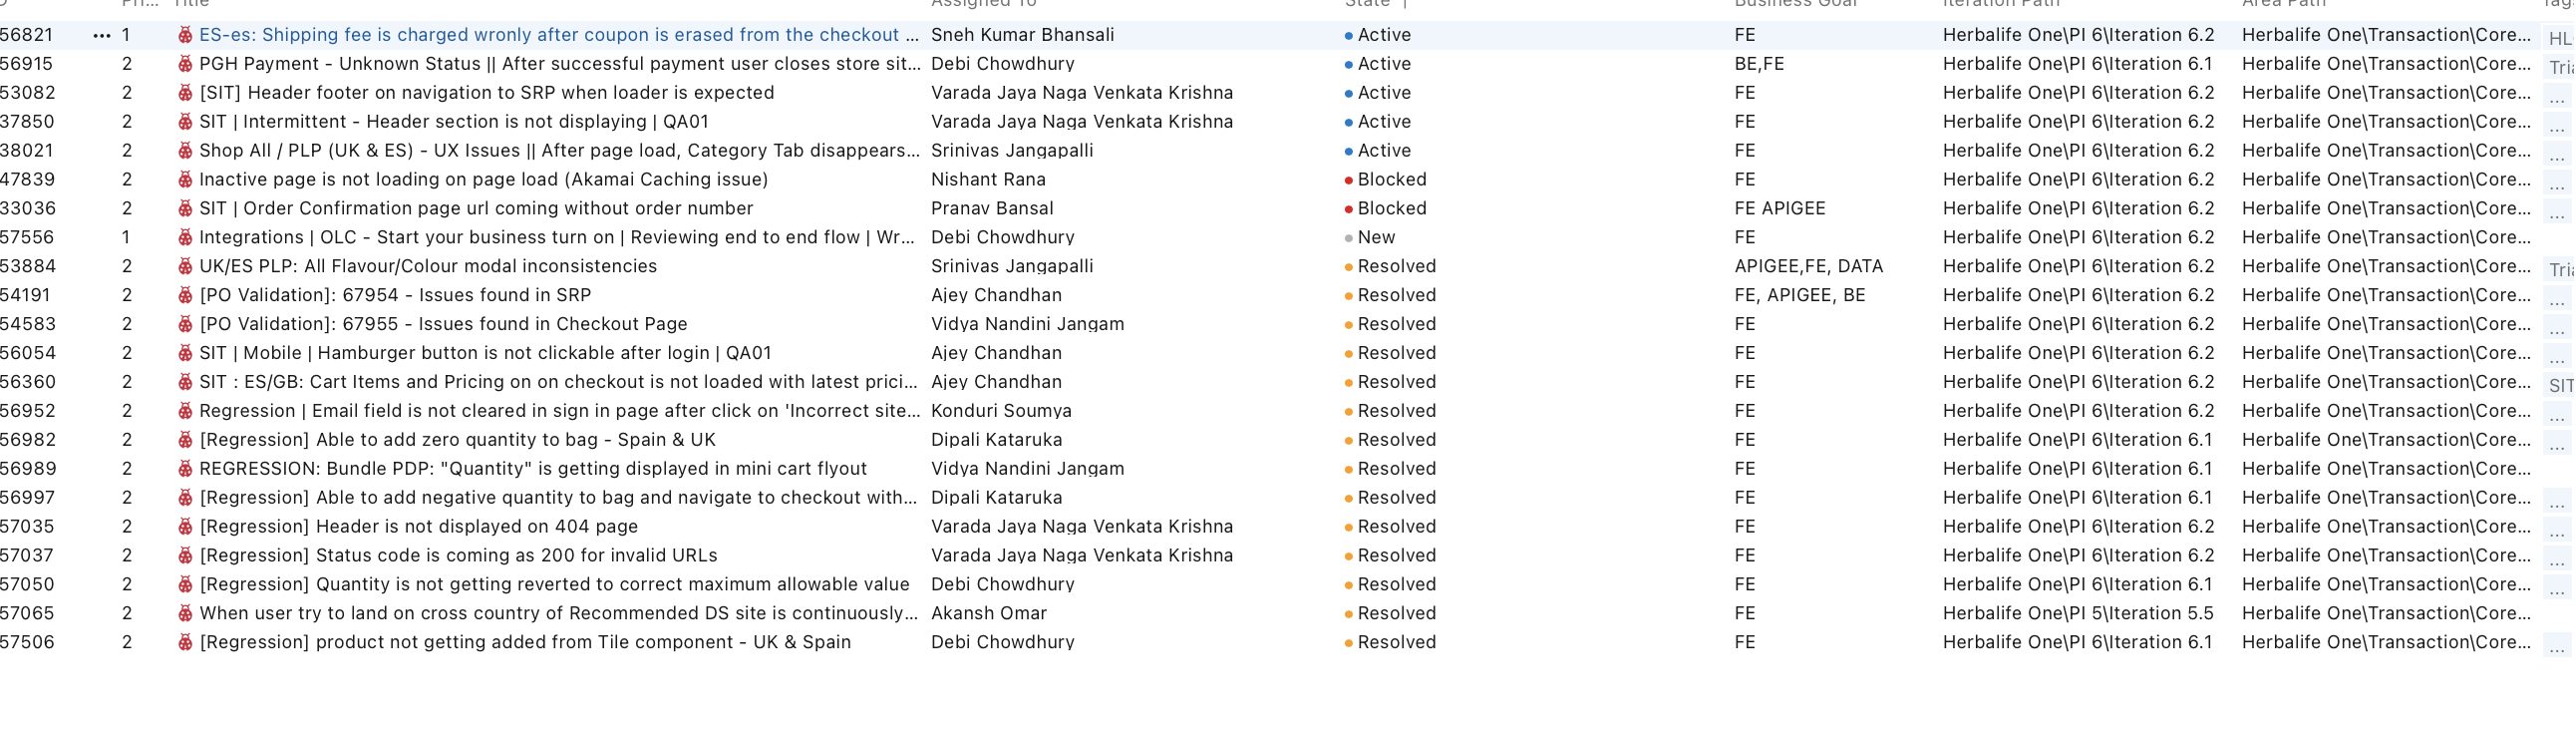 Pri... Title Assigned To State Business Goal Iteration Path Area Path
56821 ... 1 ES-es: Shipping fee is charged wronly after coupon is erased from the checkout ... Sneh Kumar Bhansali Active FE Herbalife One\PI 6\Iteration 6.2 Herbalife One\Transaction\Core... HL
56915 2 PGH Payment - Unknown Status || After successful payment user closes store sit... Debi Chowdhury Active BE,FE Herbalife One\PI 6\Iteration 6.1 Herbalife One\Transaction\Core... Tri
53082 2 [SIT] Header footer on navigation to SRP when loader is expected Varada Jaya Naga Venkata Krishna Active FE Herbalife One\PI 6\Iteration 6.2 Herbalife One\Transaction\Core... ...
37850 2 SIT | Intermittent - Header section is not displaying | QA01 Varada Jaya Naga Venkata Krishna Active FE Herbalife One\PI 6\Iteration 6.2 Herbalife One\Transaction\Core... ...
38021 2 Shop All / PLP (UK & ES) - UX Issues || After page load, Category Tab disappears... Srinivas Jangapalli Active FE Herbalife One\PI 6\Iteration 6.2 Herbalife One\Transaction\Core... ...
47839 2 Inactive page is not loading on page load (Akamai Caching issue) Nishant Rana Blocked FE Herbalife One\PI 6\Iteration 6.2 Herbalife One\Transaction\Core... ...
33036 2 SIT | Order Confirmation page url coming without order number Pranav Bansal Blocked FE APIGEE Herbalife One\PI 6\Iteration 6.2 Herbalife One\Transaction\Core... ...
57556 1 Integrations | OLC - Start your business turn on | Reviewing end to end flow | Wr... Debi Chowdhury New FE Herbalife One\PI 6\Iteration 6.2 Herbalife One\Transaction\Core...
53884 2 UK/ES PLP: All Flavour/Colour modal inconsistencies Srinivas Jangapalli Resolved APIGEE,FE, DATA Herbalife One\PI 6\Iteration 6.2 Herbalife One\Transaction\Core... Tri
54191 2 [PO Validation]: 67954 - Issues found in SRP Ajey Chandhan Resolved FE, APIGEE, BE Herbalife One\PI 6\Iteration 6.2 Herbalife One\Transaction\Core... ...
54583 2 [PO Validation]: 67955 - Issues found in Checkout Page Vidya Nandini Jangam Resolved FE Herbalife One\PI 6\Iteration 6.2 Herbalife One\Transaction\Core... ...
56054 2 SIT | Mobile | Hamburger button is not clickable after login | QA01 Ajey Chandhan Resolved FE Herbalife One\PI 6\Iteration 6.2 Herbalife One\Transaction\Core... ...
56360 2 SIT : ES/GB: Cart Items and Pricing on on checkout is not loaded with latest prici... Ajey Chandhan Resolved FE Herbalife One\PI 6\Iteration 6.2 Herbalife One\Transaction\Core... SIT
56952 2 Regression | Email field is not cleared in sign in page after click on 'Incorrect site... Konduri Soumya Resolved FE Herbalife One\PI 6\Iteration 6.2 Herbalife One\Transaction\Core... ...
56982 2 [Regression] Able to add zero quantity to bag - Spain & UK Dipali Kataruka Resolved FE Herbalife One\PI 6\Iteration 6.1 Herbalife One\Transaction\Core... ...
56989 2 REGRESSION: Bundle PDP: "Quantity" is getting displayed in mini cart flyout Vidya Nandini Jangam Resolved FE Herbalife One\PI 6\Iteration 6.1 Herbalife One\Transaction\Core...
56997 2 [Regression] Able to add negative quantity to bag and navigate to checkout with... Dipali Kataruka Resolved FE Herbalife One\PI 6\Iteration 6.1 Herbalife One\Transaction\Core... ...
57035 2 [Regression] Header is not displayed on 404 page Varada Jaya Naga Venkata Krishna Resolved FE Herbalife One\PI 6\Iteration 6.2 Herbalife One\Transaction\Core... ...
57037 2 [Regression] Status code is coming as 200 for invalid URLs Varada Jaya Naga Venkata Krishna Resolved FE Herbalife One\PI 6\Iteration 6.2 Herbalife One\Transaction\Core... ...
57050 2 [Regression] Quantity is not getting reverted to correct maximum allowable value Debi Chowdhury Resolved FE Herbalife One\PI 6\Iteration 6.1 Herbalife One\Transaction\Core... ...
57065 2 When user try to land on cross country of Recommended DS site is continuously... Akansh Omar Resolved FE Herbalife One\PI 5\Iteration 5.5 Herbalife One\Transaction\Core...
57506 2 [Regression] product not getting added from Tile component - UK & Spain Debi Chowdhury Resolved FE Herbalife One\PI 6\Iteration 6.1 Herbalife One\Transaction\Core... ...